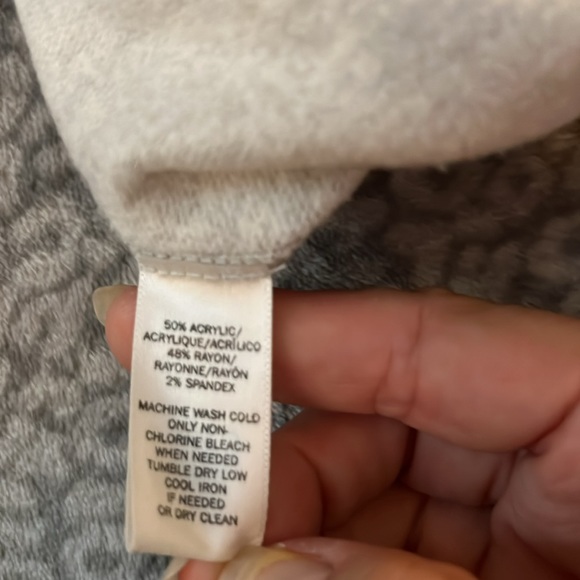 50% ACRYLIC/
ACRYLIQUE/ACRÍLICO
48% RAYON/
RAYONNE/RAYÓN
2% SPANDEX
MACHINE WASH COLD
ONLY NON-
CHLORINE BLEACH
WHEN NEEDED
TUMBLE DRY LOW
COOL IRON
IF NEEDED
OR DRY CLEAN